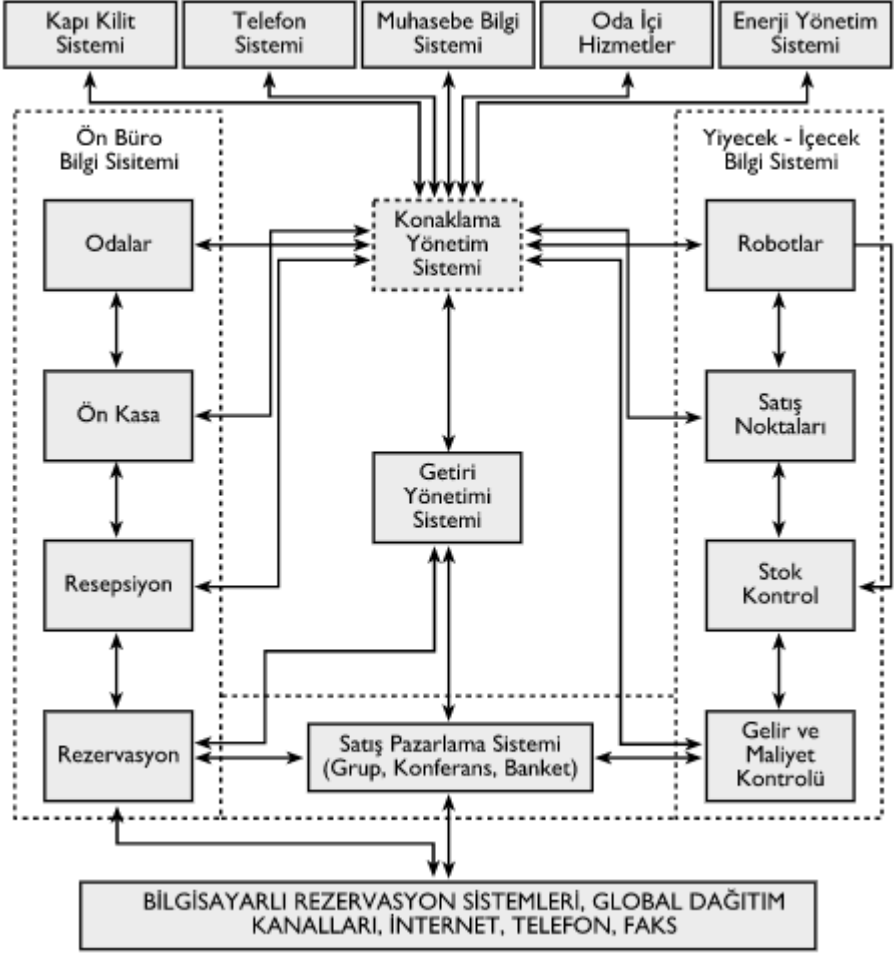 Kapı Kilit
Sistemi
Telefon
Sistemi
Muhasebe Bilgi
Sistemi
Oda İçi
Hizmetler
Enerji Yönetim
Sistemi
Ön Büro
Bilgi Sisitemi
Yiyecek - İçecek
Bilgi Sistemi
Odalar
Konaklama
Yönetim
Sistemi
Robotlar
Ön Kasa
Satış
Noktaları
Getiri
Yönetimi
Sistemi
Resepsiyon
Stok
Kontrol
Rezervasyon
Satış Pazarlama Sistemi
(Grup, Konferans, Banket)
Gelir ve
Maliyet
Kontrolü
BİLGİSAYARLI REZERVASYON SİSTEMLERİ, GLOBAL DAĞITIM
KANALLARI, İNTERNET, TELEFON, FAKS